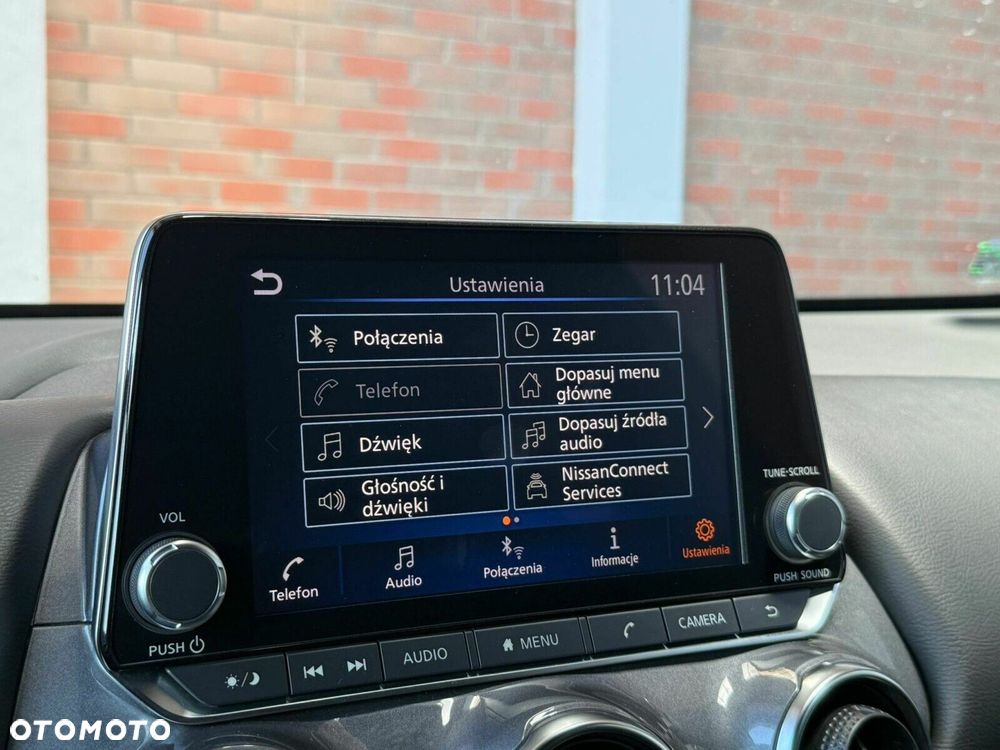 Ustawienia 11:04
Połączenia Zegar
Telefon Dopasuj menu
główne
Dźwięk Dopasuj źródła
audio
Głośność i
dźwięki
NissanConnect
Services
Telefon Audio Połączenia Informacje Ustawienia
VOL
PUSH
TUNE·SCROLL
PUSH SOUND
AUDIO MENU CAMERA
OTOMOTO